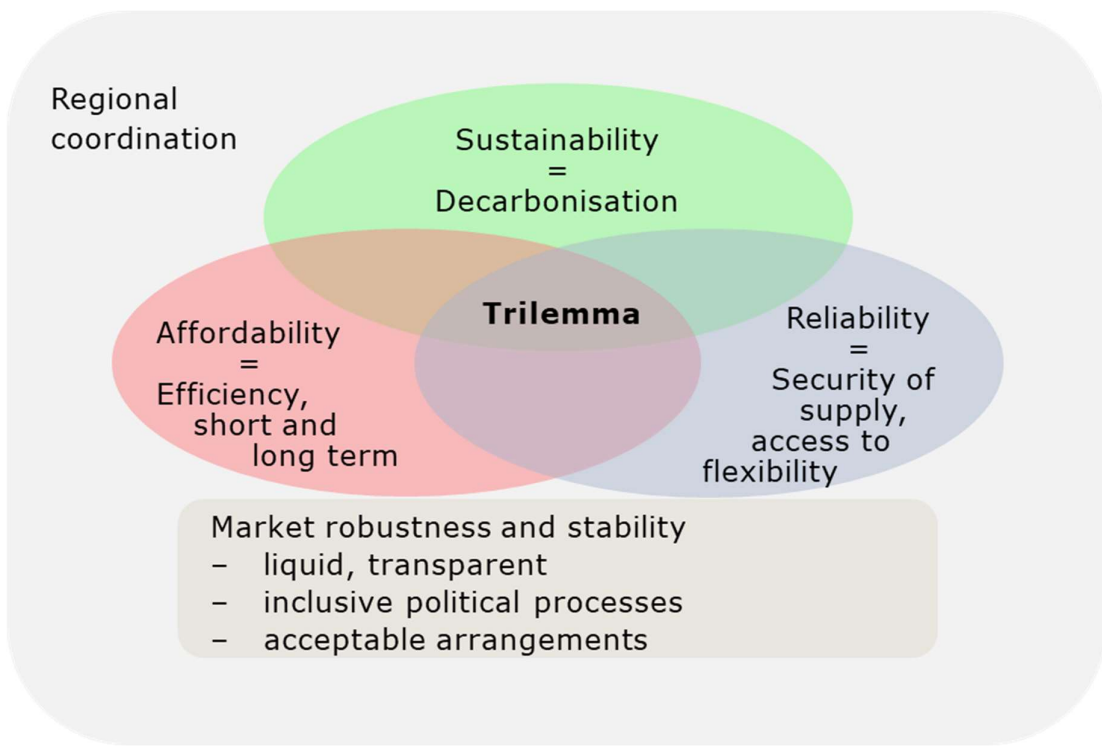 Regional
coordination
Sustainability
=
Decarbonisation
Trilemma
Affordability
=
Efficiency,
short and
long term
Reliability
=
Security of
supply,
access to
flexibility
Market robustness and stability
– liquid, transparent
– inclusive political processes
– acceptable arrangements